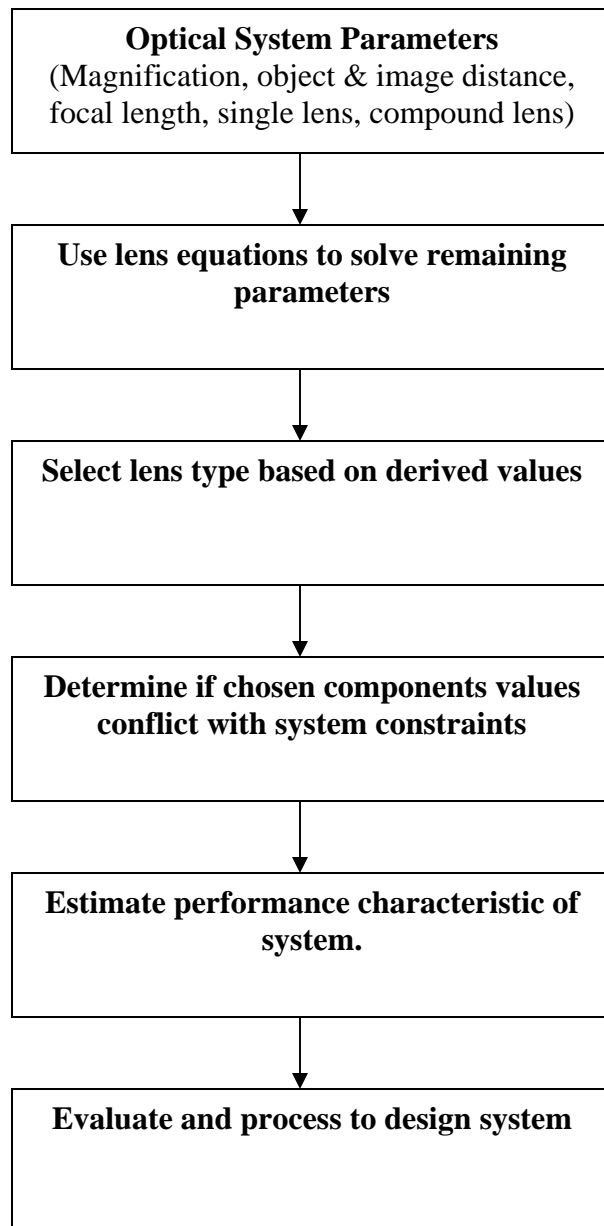 Optical System Parameters
(Magnification, object & image distance,
focal length, single lens, compound lens)
Use lens equations to solve remaining
parameters
Select lens type based on derived values
Determine if chosen components values
conflict with system constraints
Estimate performance characteristic of
system.
Evaluate and process to design system